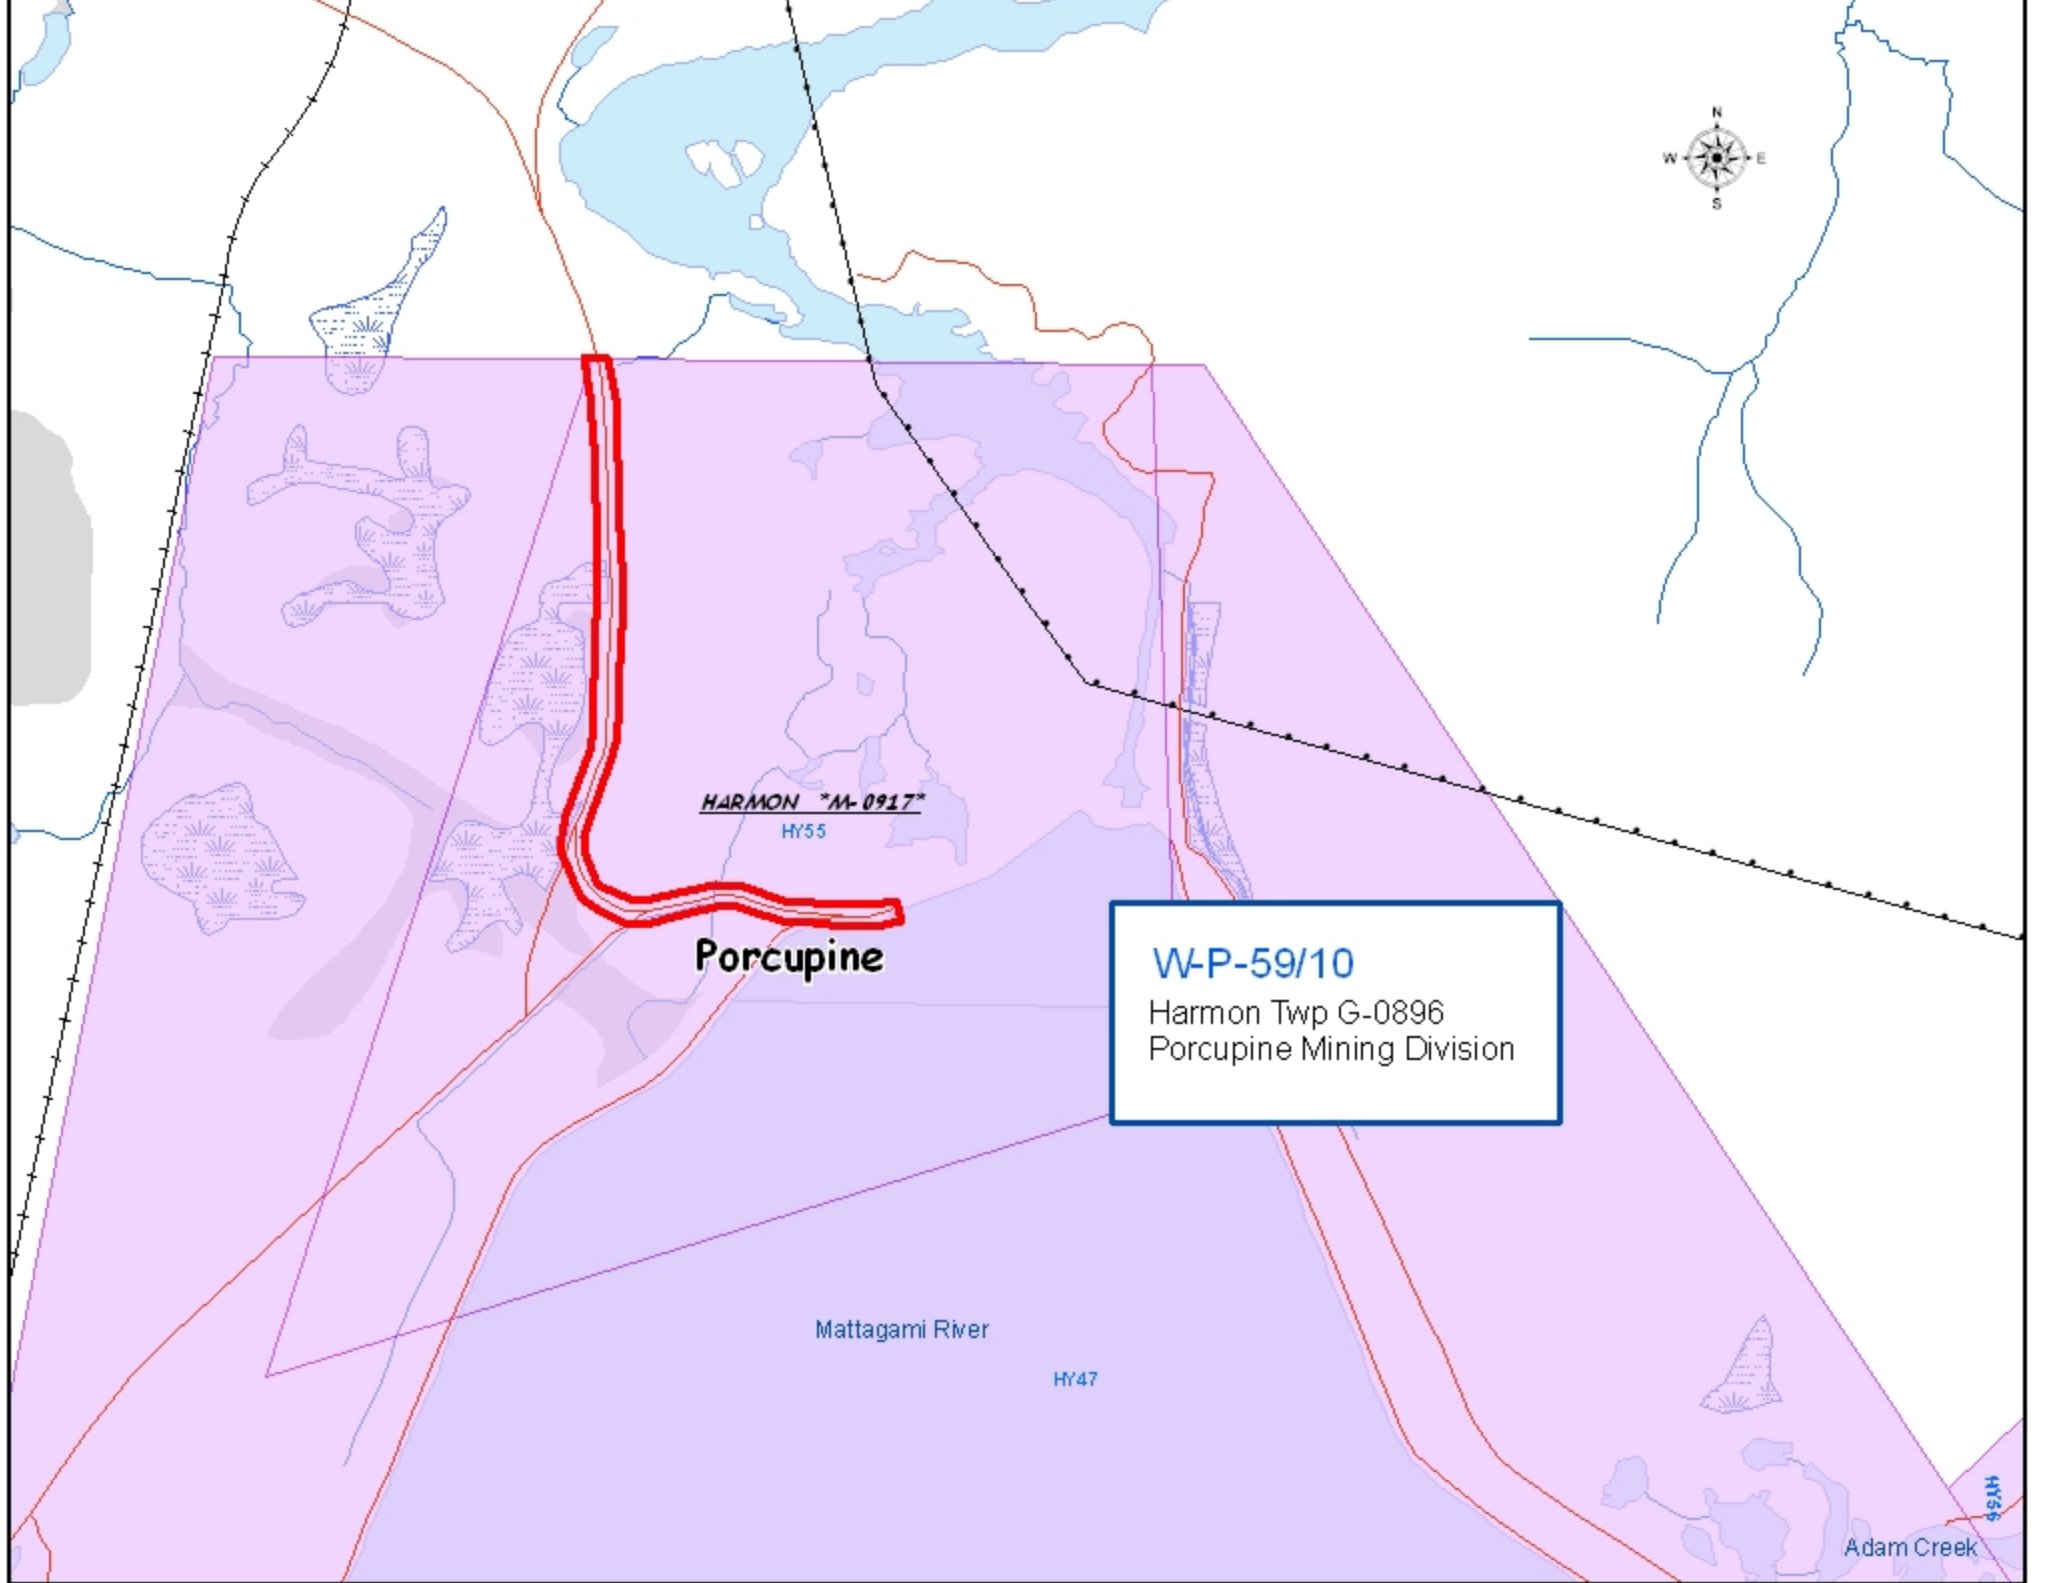 N
W E
S
HARMON *M-0917*
HY55
Porcupine
W-P-59/10
Harmon Twp G-0896
Porcupine Mining Division
Mattagami River
HY47
HY56
Adam Creek